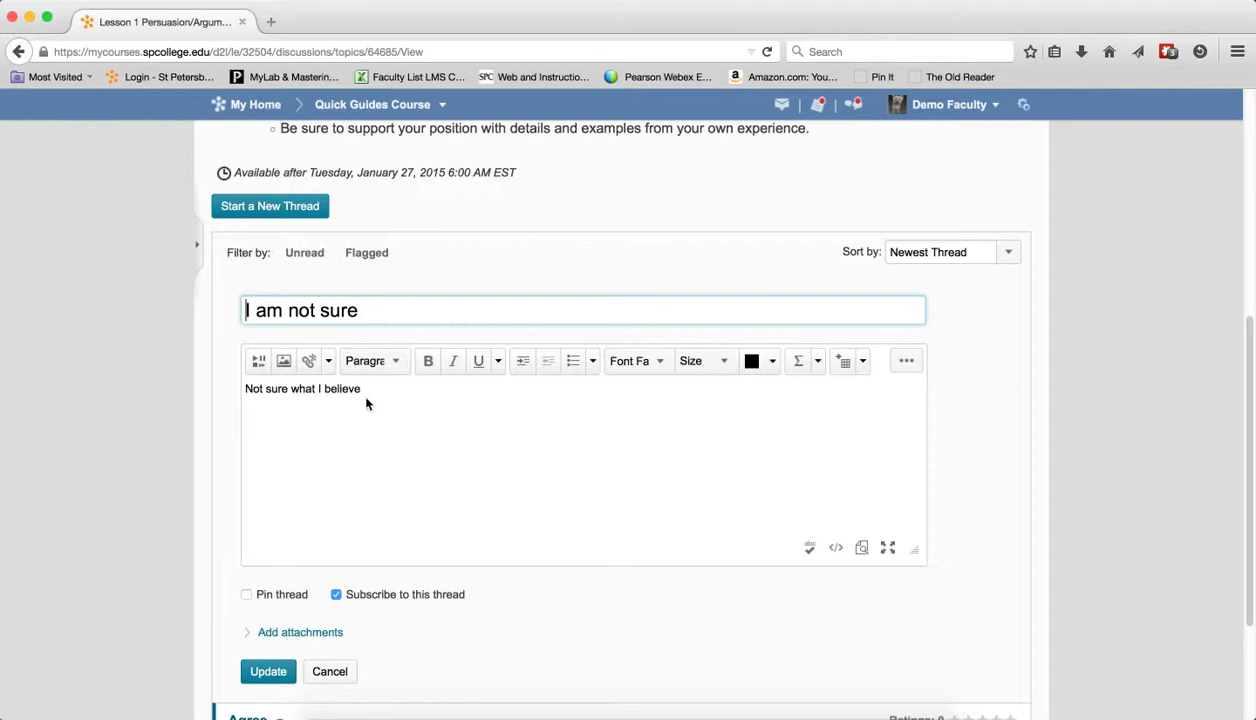 Lesson 1 Persuasion/Argum...
https://mycourses.spcollege.edu/d2l/le/32504/discussions/topics/64685/View
Search
Most Visited
Login - St Petersb...
MyLab & Mastering...
Faculty List LMS C...
SPC Web and Instructio...
Pearson Webex E...
Amazon.com: You...
Pin It
The Old Reader
My Home
Quick Guides Course
Demo Faculty
Be sure to support your position with details and examples from your own experience.
Available after Tuesday, January 27, 2015 6:00 AM EST
Start a New Thread
Filter by: Unread Flagged
Sort by: Newest Thread
I am not sure
Paragra
B I U
Font Fa
Size
Σ
Not sure what I believe
abc
Pin thread
Subscribe to this thread
Add attachments
Update
Cancel
Agree
Ratings: 0